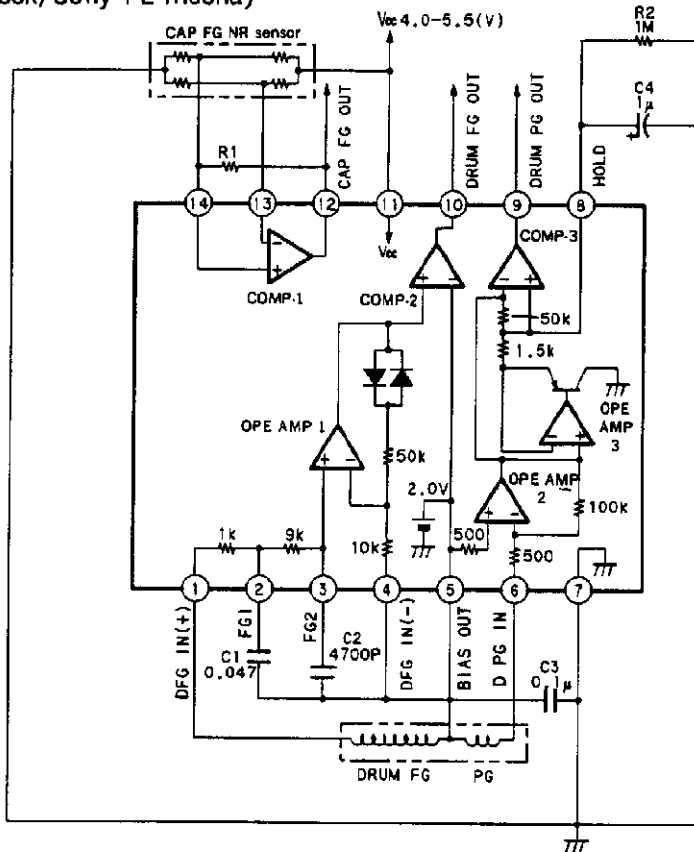 CAP FG NR sensor
Vcc 4.0-5.5(V)
R2
1M
C4
1μ
+
R1
CAP FG OUT
DRUM FG OUT
DRUM PG OUT
HOLD
14
13
12
11
10
9
8
Vcc
COMP-1
COMP-2
COMP-3
50k
1.5k
OPE AMP 1
50k
OPE AMP 3
OPE AMP 2
2.0V
100k
1k
9k
10k
500
500
1
2
3
4
5
6
7
DFG IN(+)
FG1
C1
0.047
FG2
C2
4700P
DFG IN(-)
BIAS OUT
D PG IN
C3
0.1μ
DRUM FG
PG